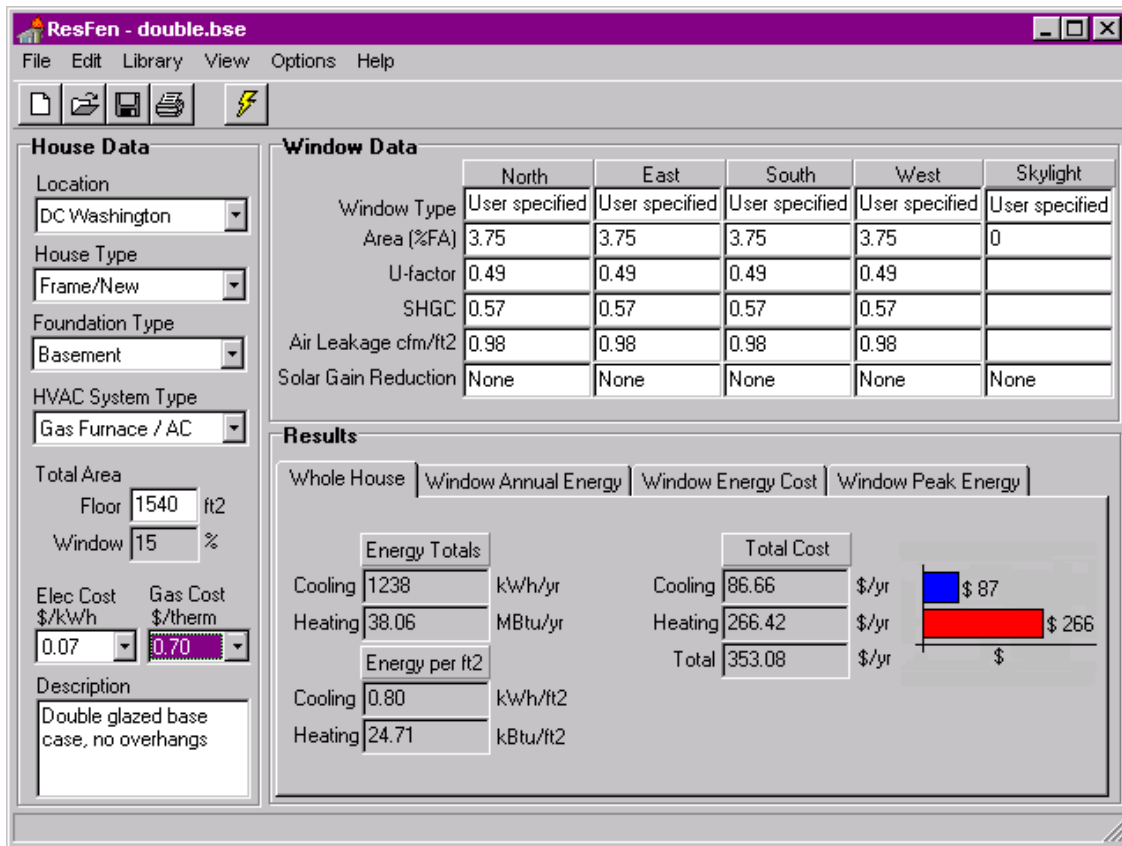 ResFen - double.bse
File Edit Library View Options Help
House Data
Location
DC Washington
House Type
Frame/New
Foundation Type
Basement
HVAC System Type
Gas Furnace / AC
Total Area
Floor 1540 ft2
Window 15 %
Elec Cost Gas Cost
$/kWh $/therm
0.07 0.70
Description
Double glazed base
case, no overhangs
Window Data
North East South West Skylight
Window Type User specified User specified User specified User specified User specified
Area (%FA) 3.75 3.75 3.75 3.75 0
U-factor 0.49 0.49 0.49 0.49
SHGC 0.57 0.57 0.57 0.57
Air Leakage cfm/ft2 0.98 0.98 0.98 0.98
Solar Gain Reduction None None None None None
Results
Whole House Window Annual Energy Window Energy Cost Window Peak Energy
Energy Totals Total Cost
Cooling 1238 kWh/yr Cooling 86.66 $/yr $ 87
Heating 38.06 MBtu/yr Heating 266.42 $/yr $ 266
Energy per ft2 Total 353.08 $/yr $
Cooling 0.80 kWh/ft2
Heating 24.71 kBtu/ft2